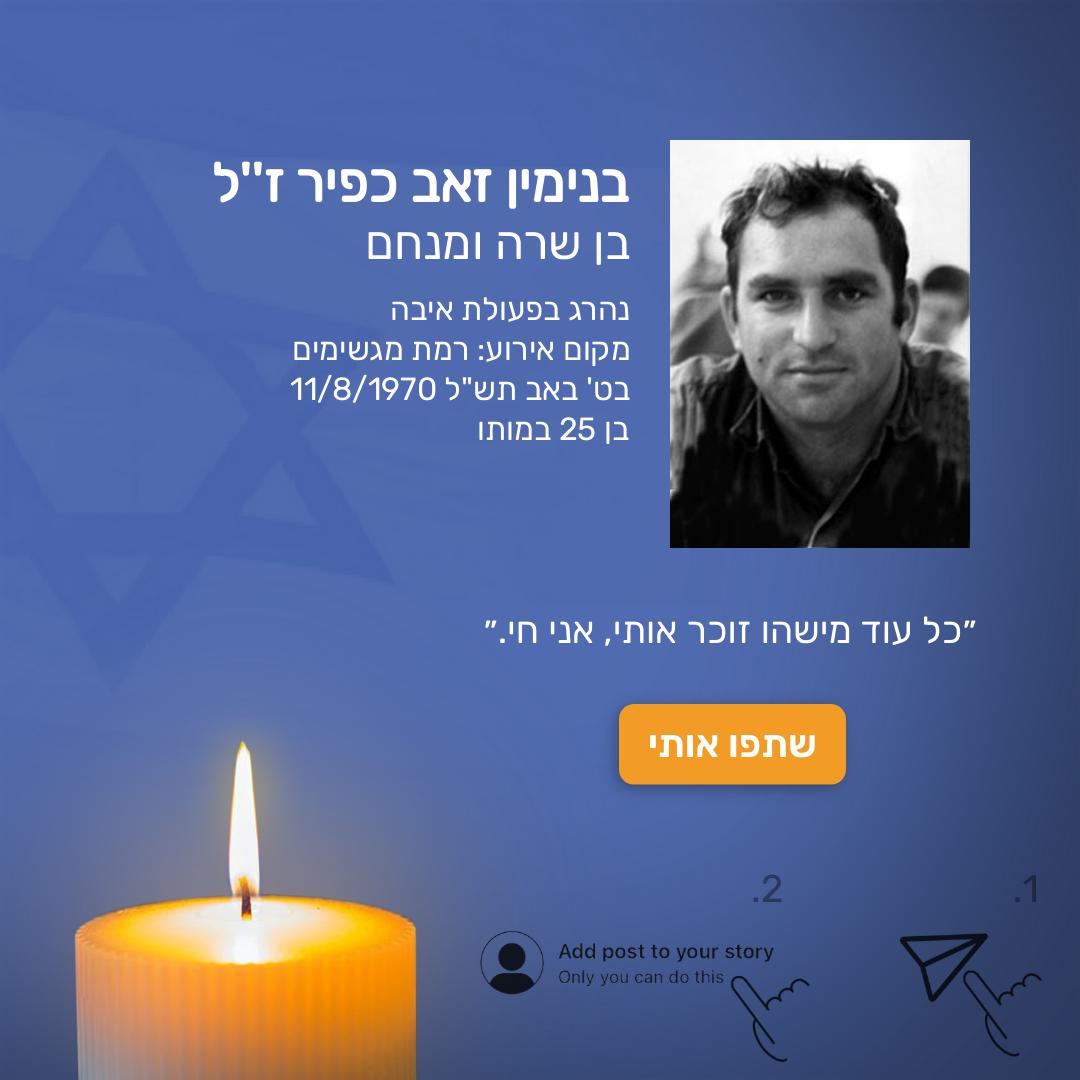 בנימין זאב כפיר ז"ל
בן שרה ומנחם
נהרג בפעולת איבה
מקום אירוע: רמת מגשימים
בט' באב תש"ל 11/8/1970
בן 25 במותו
״כל עוד מישהו זוכר אותי, אני חי.״
שתפו אותי
1.
2.
Add post to your story
Only you can do this